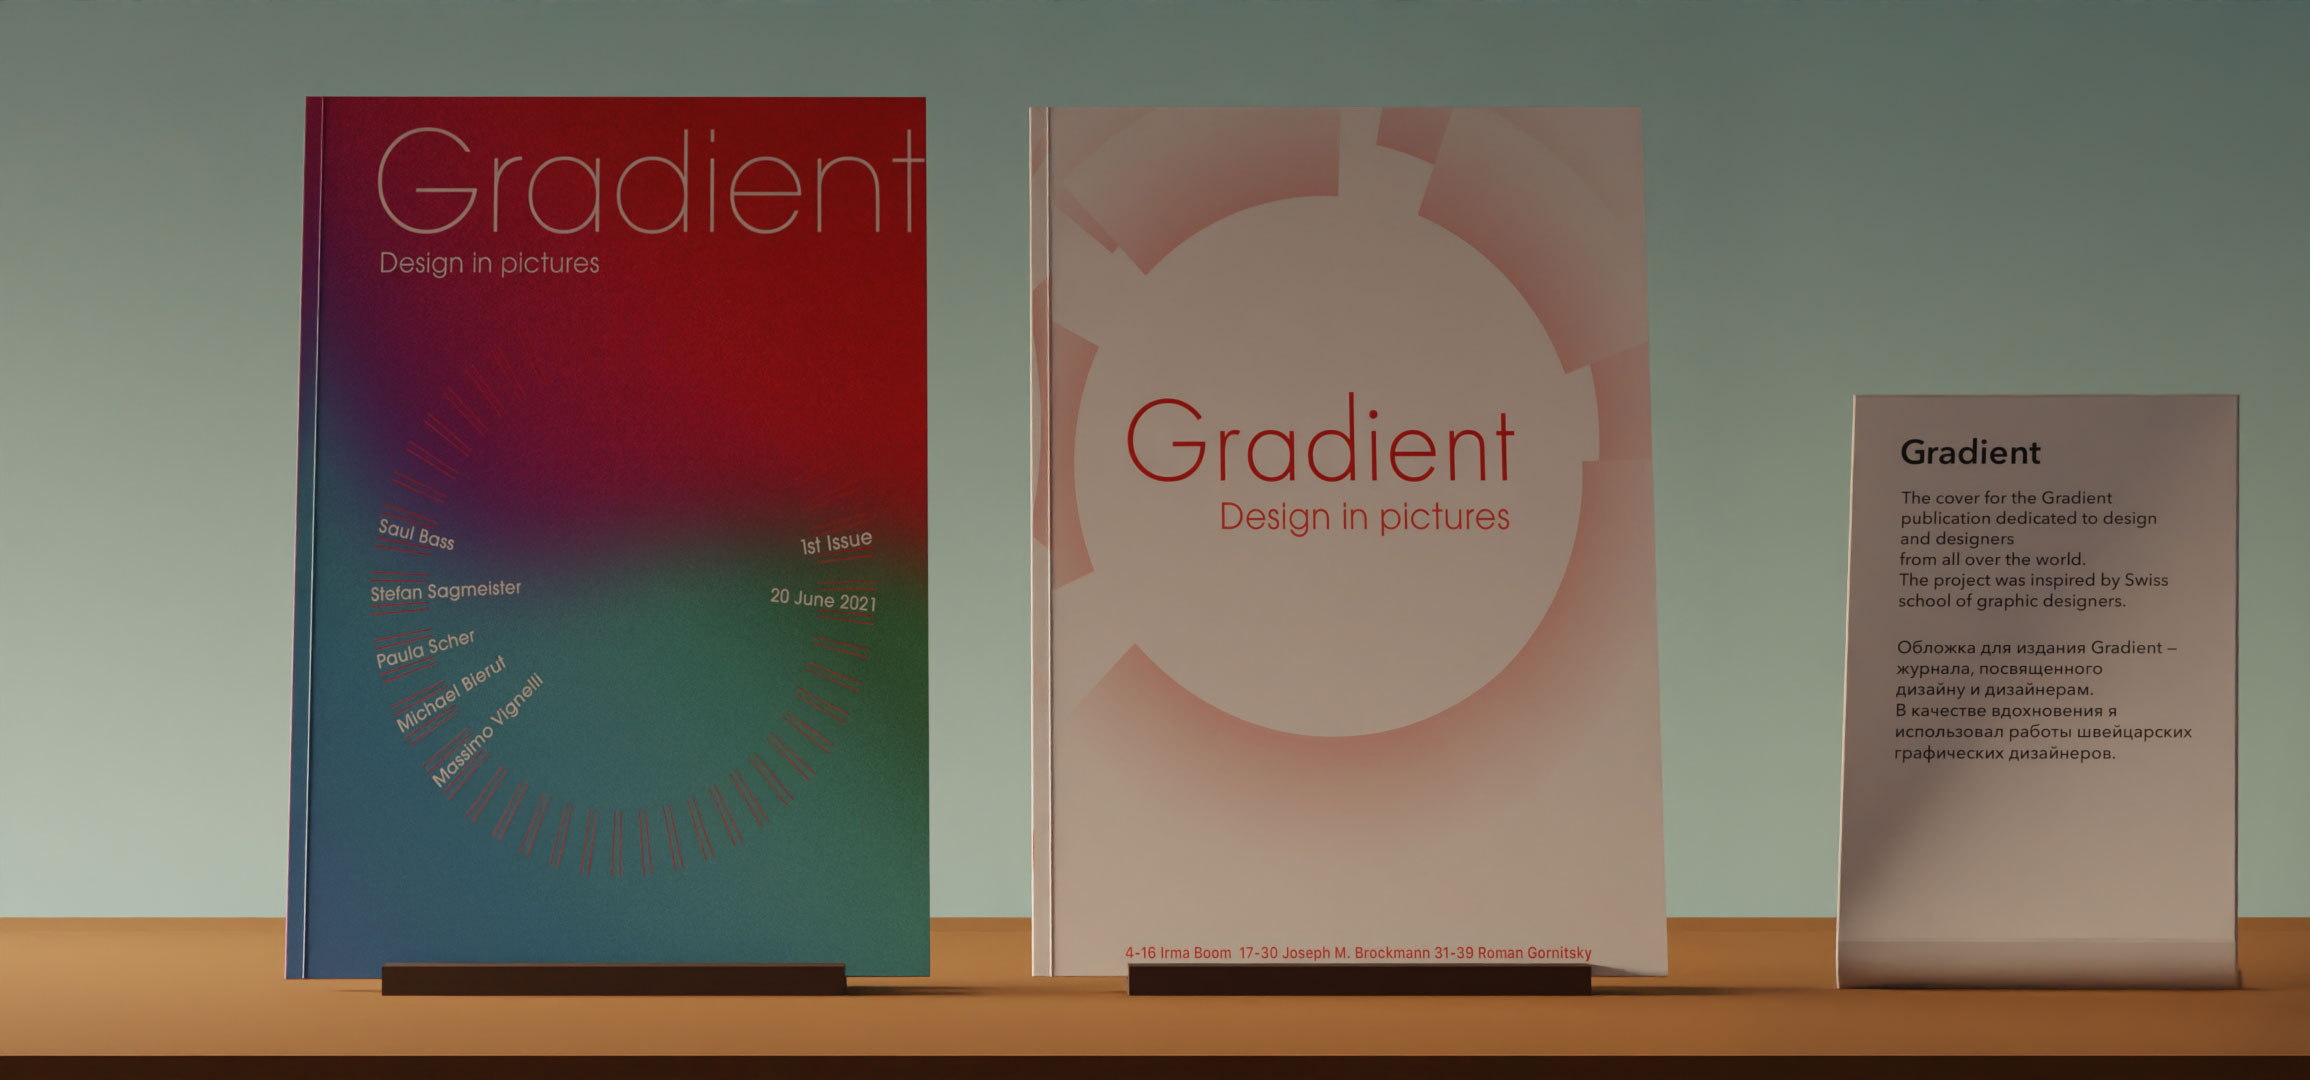 Gradient
Design in pictures
Saul Bass
Stefan Sagmeister
Paula Scher
Michael Bierut
Massimo Vignelli
1st Issue
20 June 2021
Gradient
Design in pictures
4-16 Irma Boom 17-30 Joseph M. Brockmann 31-39 Roman Gornitsky
Gradient
The cover for the Gradient
publication dedicated to design
and designers
from all over the world.
The project was inspired by Swiss
school of graphic designers.
Обложка для издания Gradient –
журнала, посвященного
дизайну и дизайнерам.
В качестве вдохновения я
использовал работы швейцарских
графических дизайнеров.